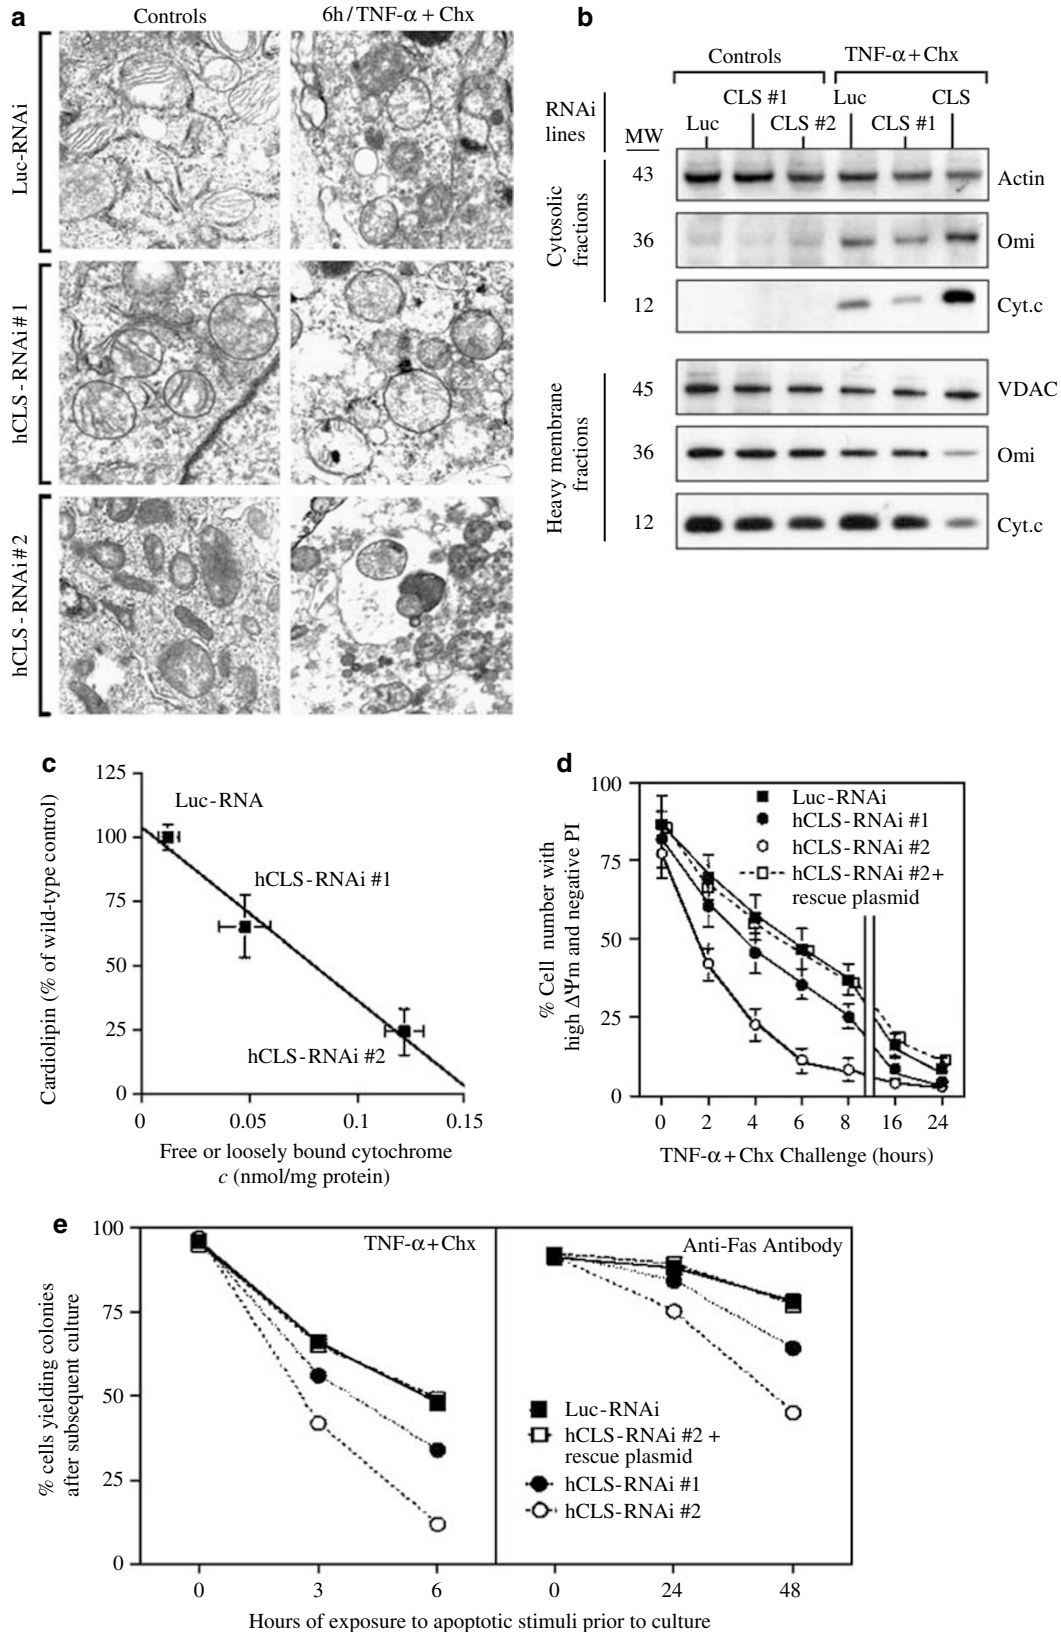 a
Controls
6h/TNF-α + Chx
Luc-RNAi
hCLS-RNAi # 1
hCLS-RNAi # 2
b
Controls
TNF-α + Chx
RNAi
lines
MW
CLS #1
Luc
CLS
Luc
CLS #2
CLS #1
Cytosolic
fractions
43
Actin
36
Omi
12
Cyt.c
Heavy membrane
fractions
45
VDAC
36
Omi
12
Cyt.c
c
Cardiolipin (% of wild-type control)
125
100
75
50
25
0
Luc-RNA
hCLS-RNAi #1
hCLS-RNAi #2
0
0.05
0.1
0.15
Free or loosely bound cytochrome
c (nmol/mg protein)
d
% Cell number with
high ΔΨm and negative PI
100
75
50
25
0
Luc-RNAi
hCLS-RNAi #1
hCLS-RNAi #2
hCLS-RNAi #2 +
rescue plasmid
0 2 4 6 8 16 24
TNF-α + Chx Challenge (hours)
e
% cells yielding colonies
after subsequent culture
100
75
50
25
0
TNF-α + Chx
Anti-Fas Antibody
Luc-RNAi
hCLS-RNAi #2 +
rescue plasmid
hCLS-RNAi #1
hCLS-RNAi #2
0 3 6 0 24 48
Hours of exposure to apoptotic stimuli prior to culture